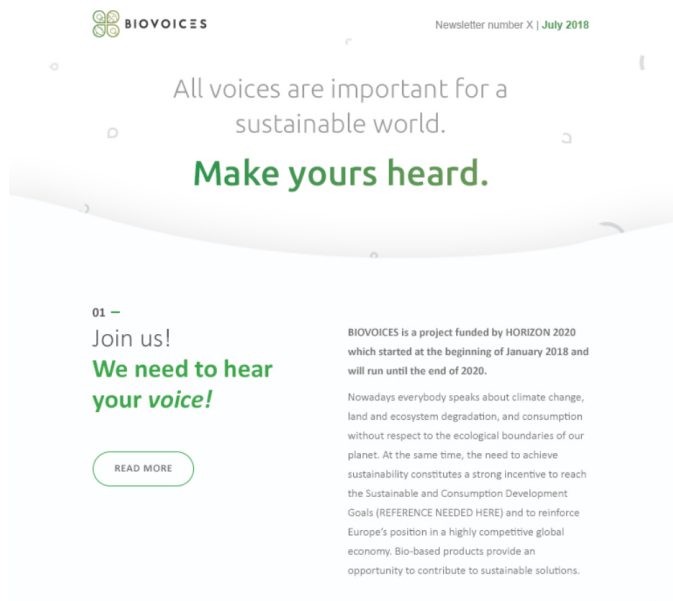 BIOVOICES
Newsletter number X | July 2018
All voices are important for a
sustainable world.
Make yours heard.
01 –
Join us!
We need to hear
your voice!
READ MORE
BIOVOICES is a project funded by HORIZON 2020
which started at the beginning of January 2018 and
will run until the end of 2020.
Nowadays everybody speaks about climate change,
land and ecosystem degradation, and consumption
without respect to the ecological boundaries of our
planet. At the same time, the need to achieve
sustainability constitutes a strong incentive to reach
the Sustainable and Consumption Development
Goals (REFERENCE NEEDED HERE) and to reinforce
Europe's position in a highly competitive global
economy. Bio-based products provide an
opportunity to contribute to sustainable solutions.